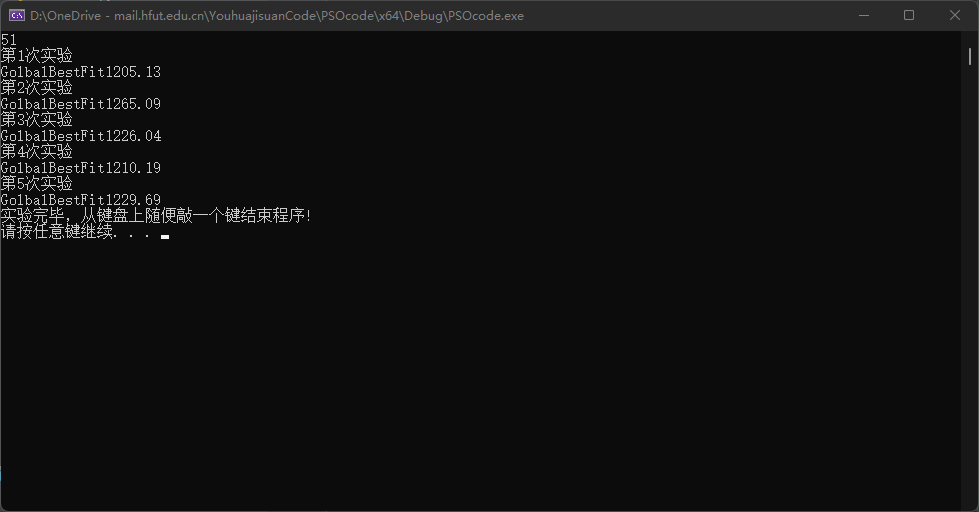 D:\OneDrive - mail.hfut.edu.cn\YouhuajisuanCode\PSOcode\x64\Debug\PSOcode.exe
51
第1次实验
GolbalBestFit1205.13
第2次实验
GolbalBestFit1265.09
第3次实验
GolbalBestFit1226.04
第4次实验
GolbalBestFit1210.19
第5次实验
GolbalBestFit1229.69
实验完毕，从键盘上随便敲一个键结束程序!
请按任意键继续. . .